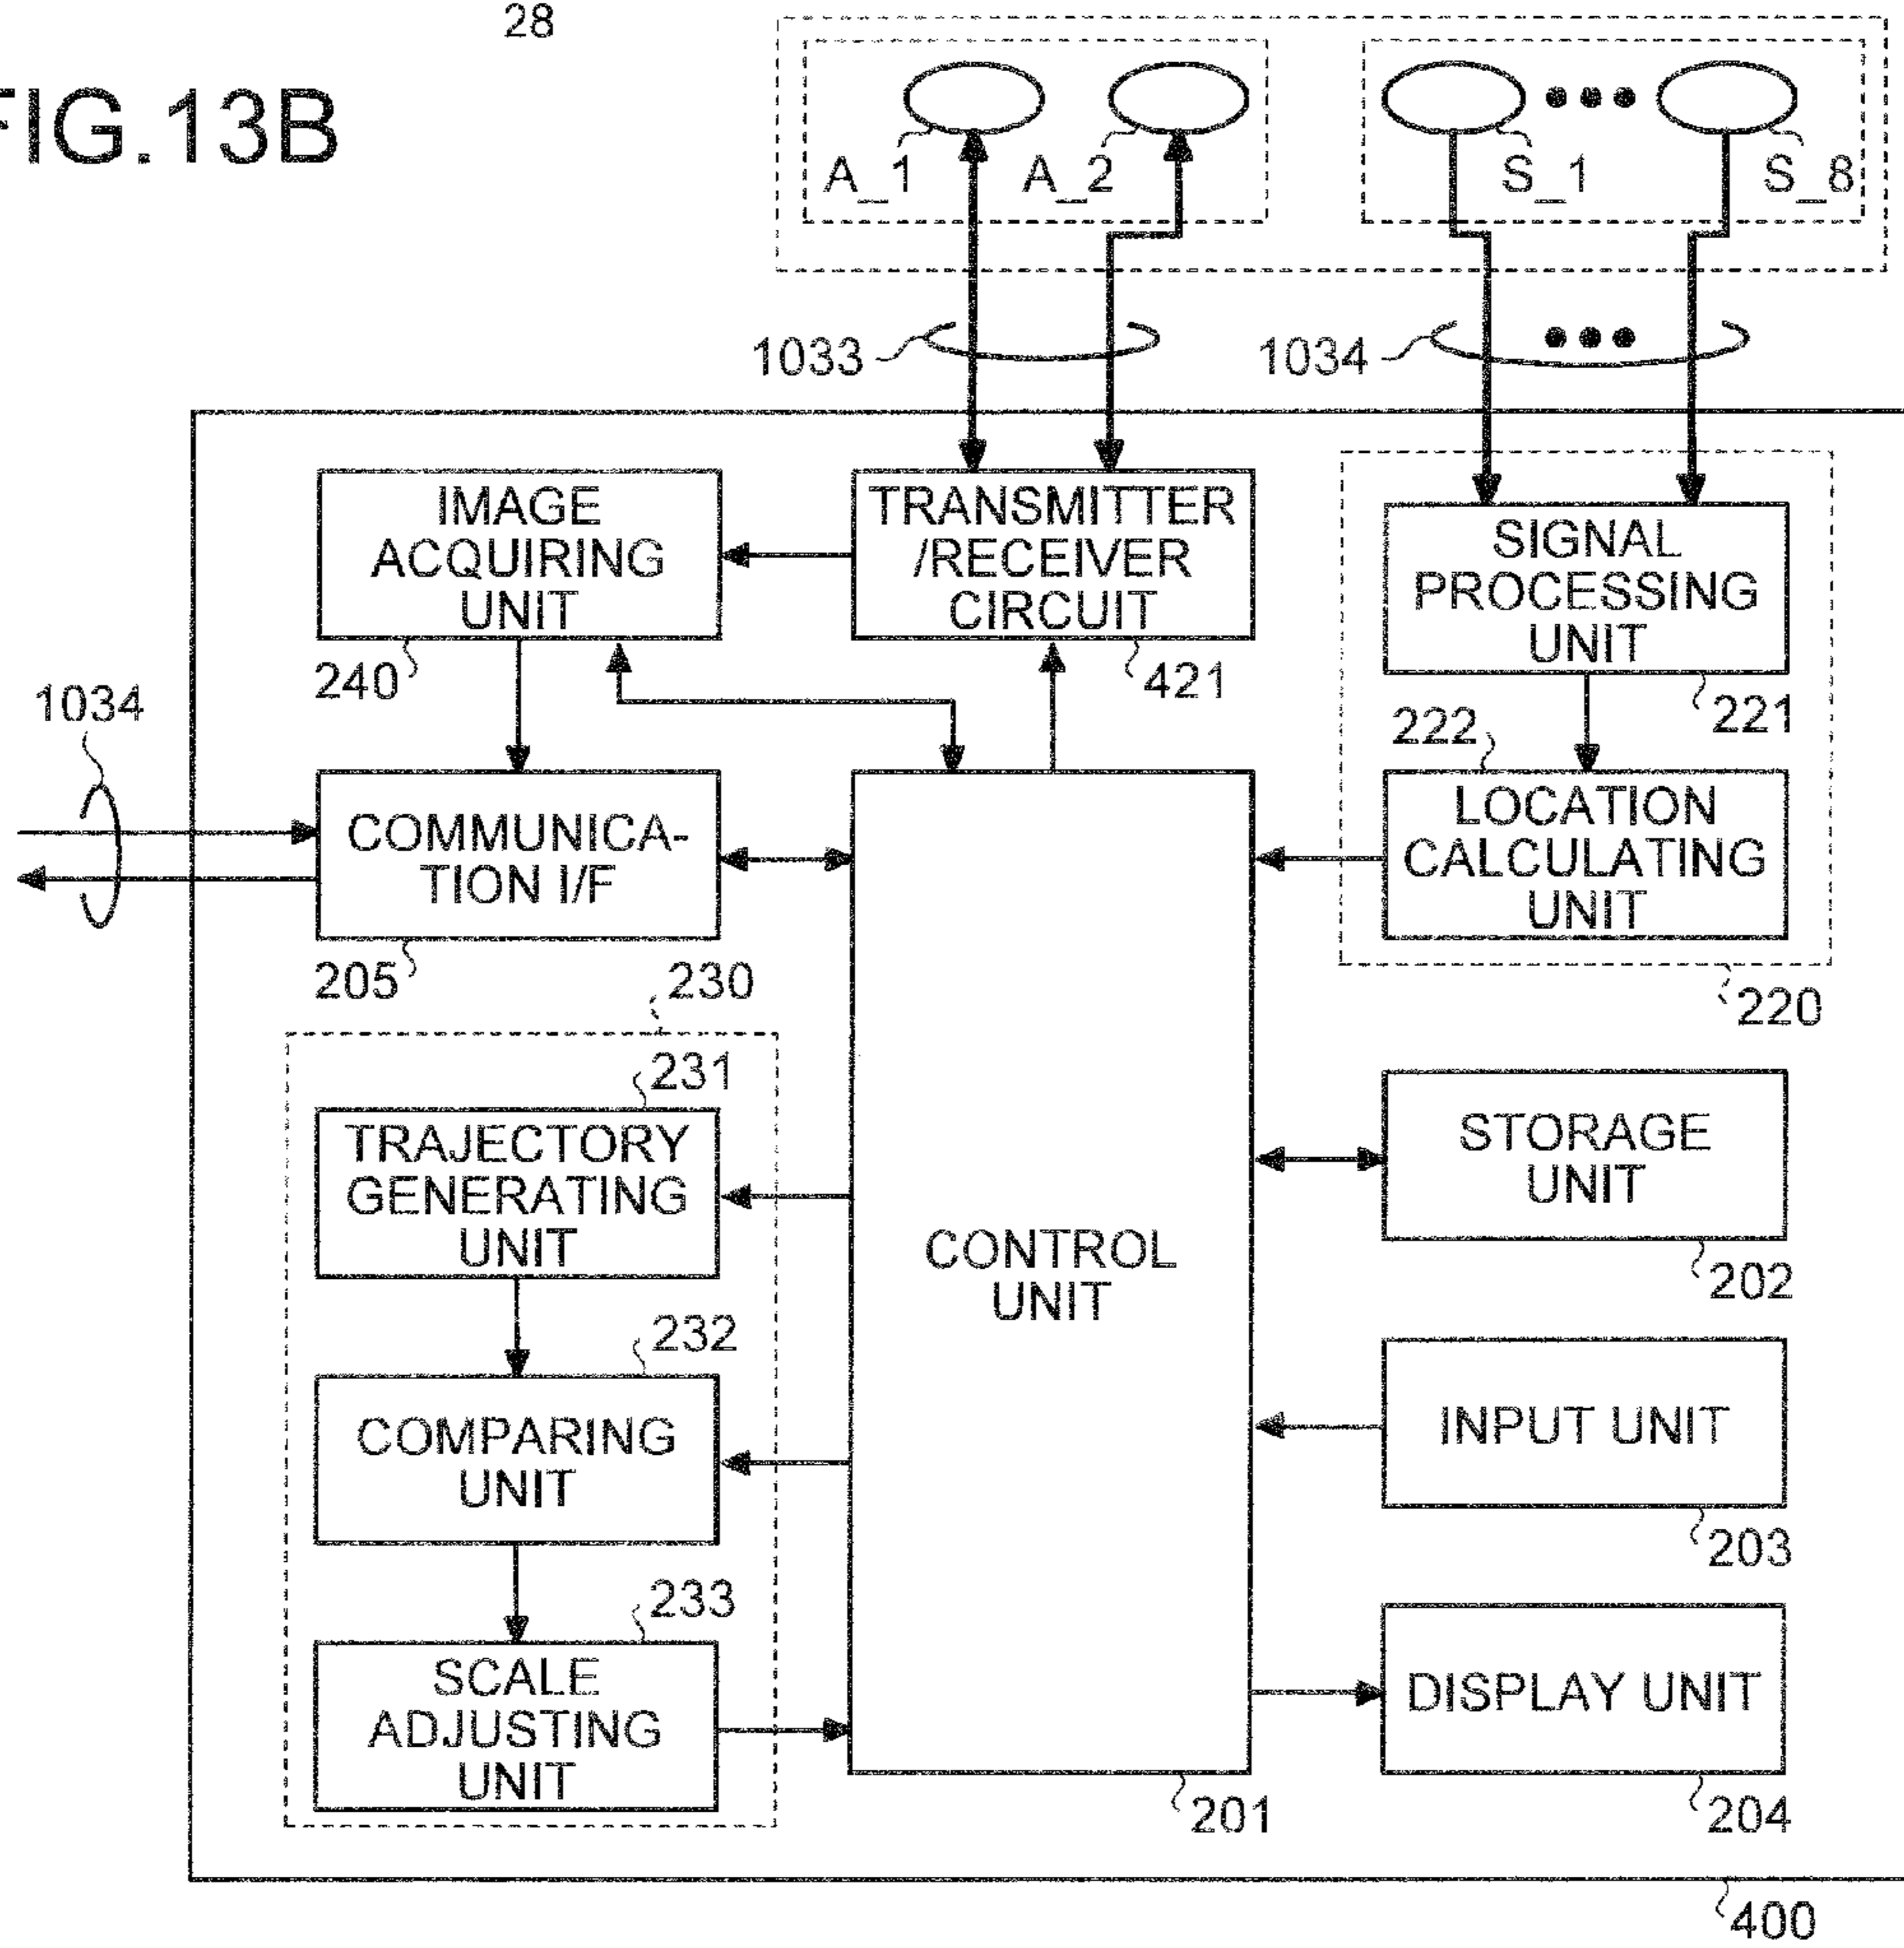 28
FIG.13B
A_1
A_2
S_1
S_8
1033
1034
IMAGE
ACQUIRING
UNIT
240
TRANSMITTER
/RECEIVER
CIRCUIT
421
SIGNAL
PROCESSING
UNIT
221
1034
222
COMMUNICA-
TION I/F
205
LOCATION
CALCULATING
UNIT
220
230
231
TRAJECTORY
GENERATING
UNIT
CONTROL
UNIT
201
STORAGE
UNIT
202
232
COMPARING
UNIT
INPUT UNIT
203
233
SCALE
ADJUSTING
UNIT
DISPLAY UNIT
204
400